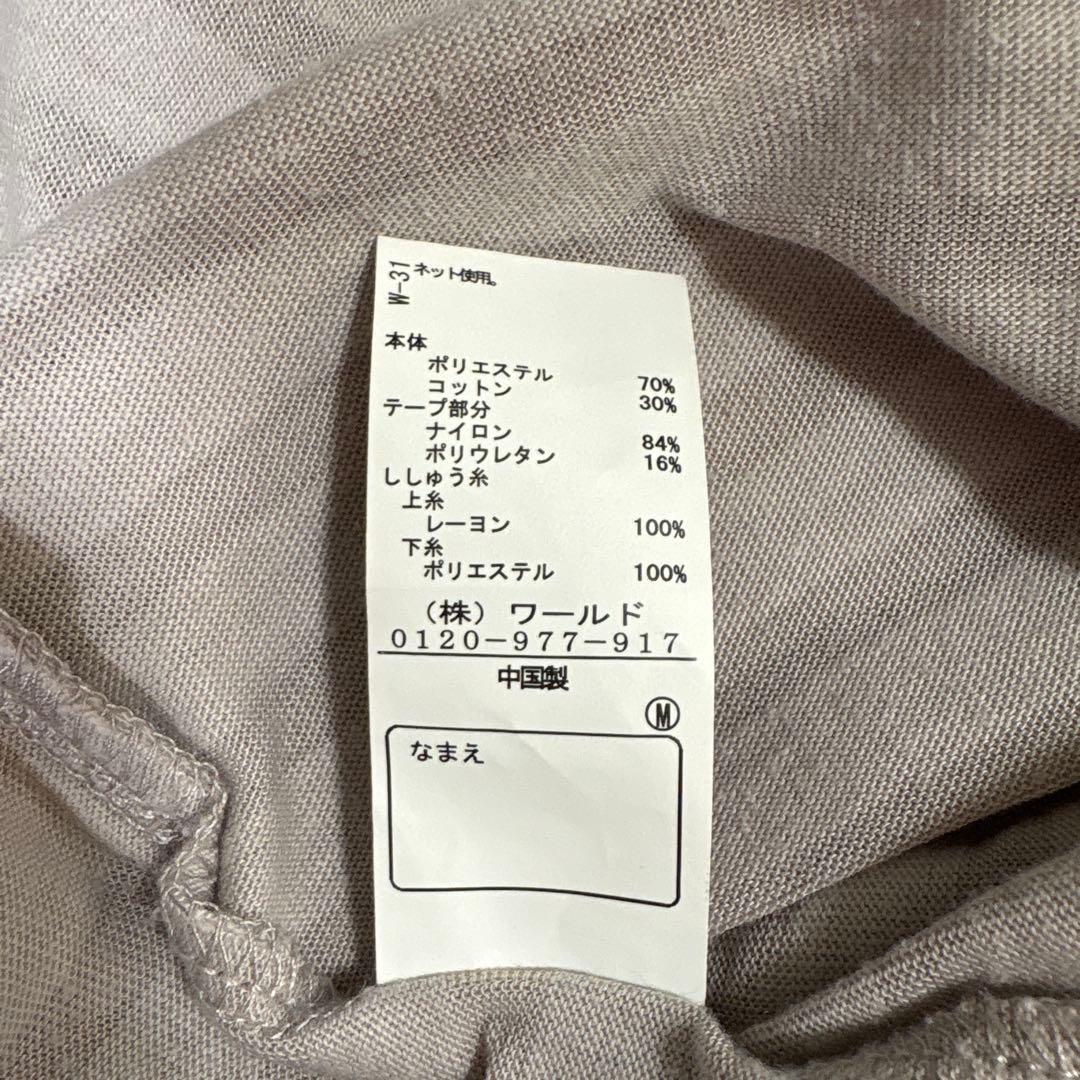 W-31
ネット使用。
本体
ポリエステル 70%
コットン 30%
テープ部分
ナイロン 84%
ポリウレタン 16%
ししゅう糸
上糸
レーヨン 100%
下糸
ポリエステル 100%
（株）ワールド
0120-977-917
中国製
Ⓜ
なまえ